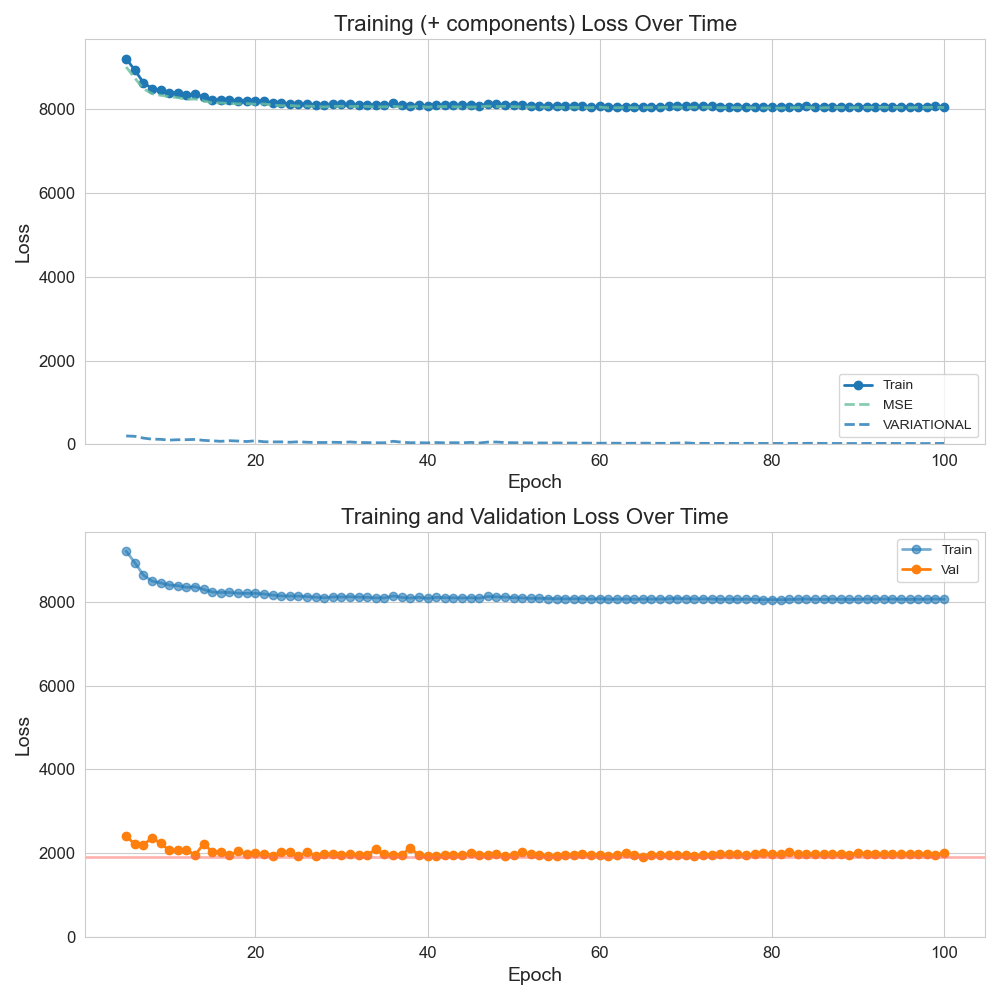 Training (+ components) Loss Over Time
Loss
8000
6000
4000
2000
0
20 40 60 80 100
Epoch
Train
MSE
VARIATIONAL
Training and Validation Loss Over Time
Loss
8000
6000
4000
2000
0
20 40 60 80 100
Epoch
Train
Val